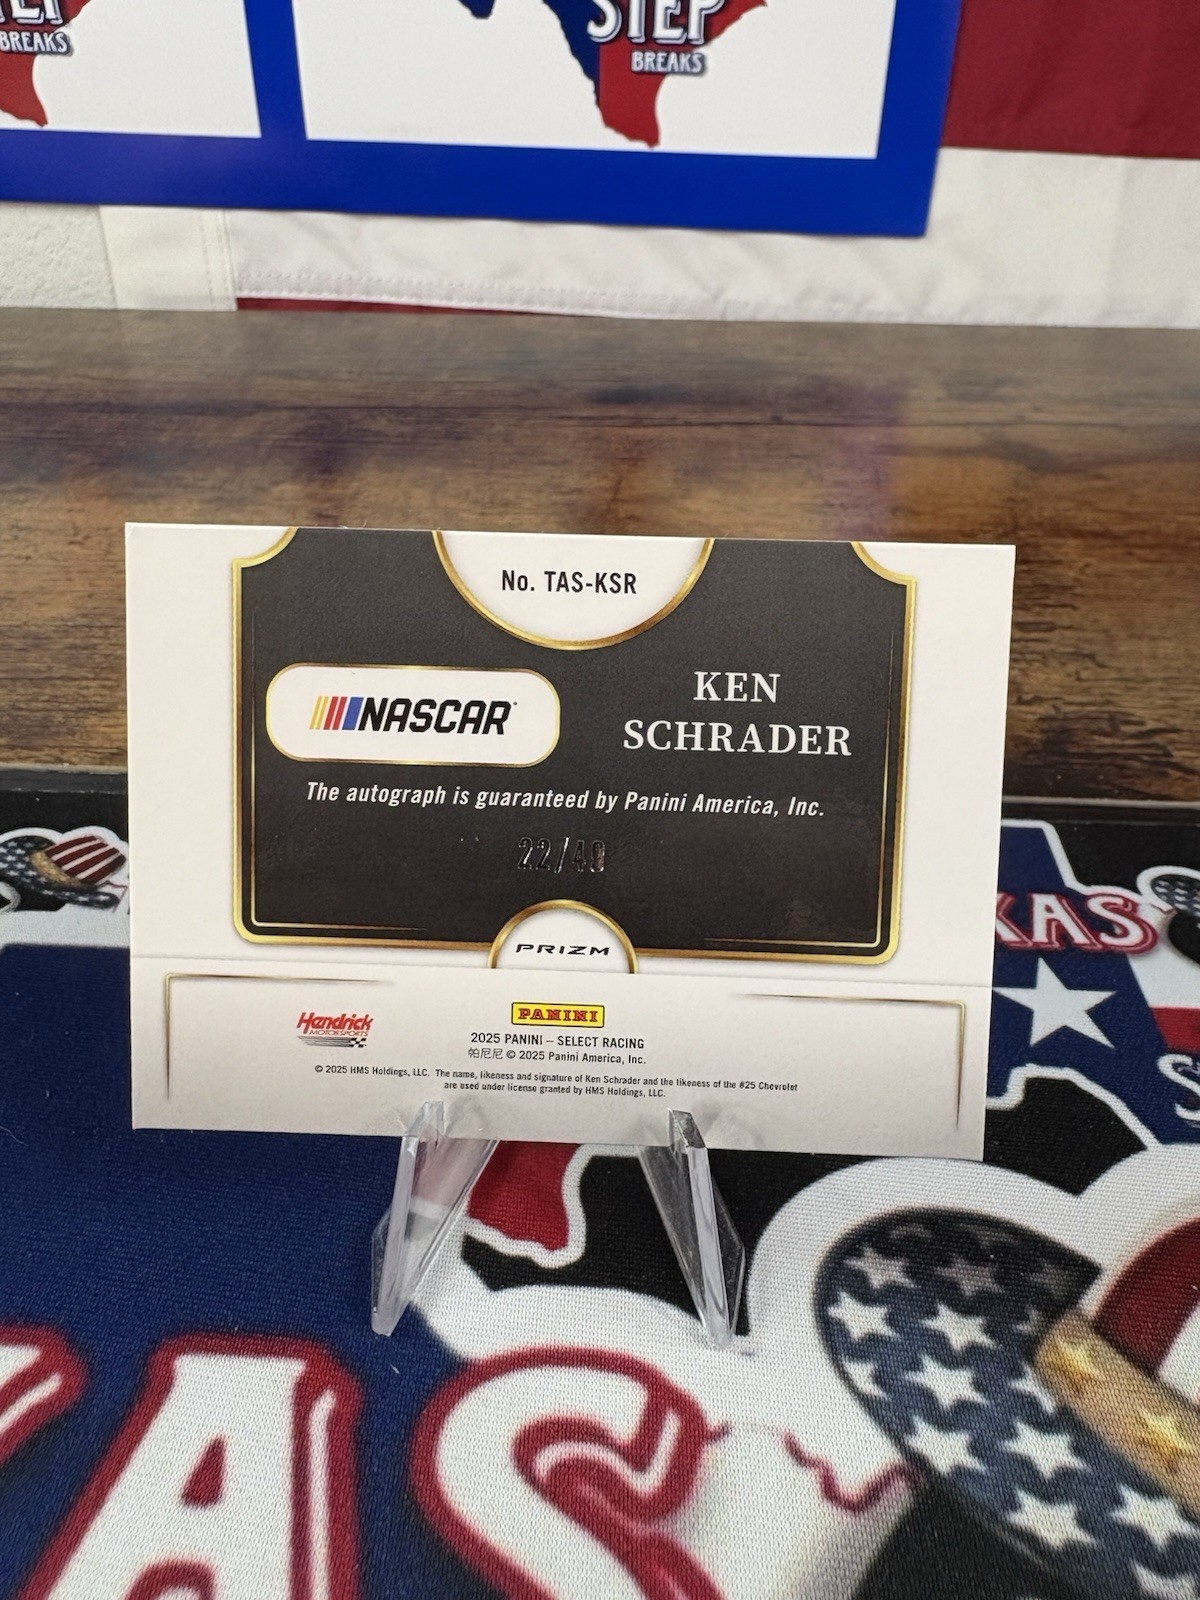 STEP
BREAKS
BREAKS
No. TAS-KSR
NASCAR
KEN
SCHRADER
The autograph is guaranteed by Panini America, Inc.
22/49
PRIZM
Hendrick
MOTORSPORTS
PANINI
2025 PANINI – SELECT RACING
帕尼尼 © 2025 Panini America, Inc.
© 2025 HMS Holdings, LLC. The name, likeness and signature of Ken Schrader and the likeness of the #25 Chevrolet
are used under license granted by HMS Holdings, LLC.
XAS
XAS